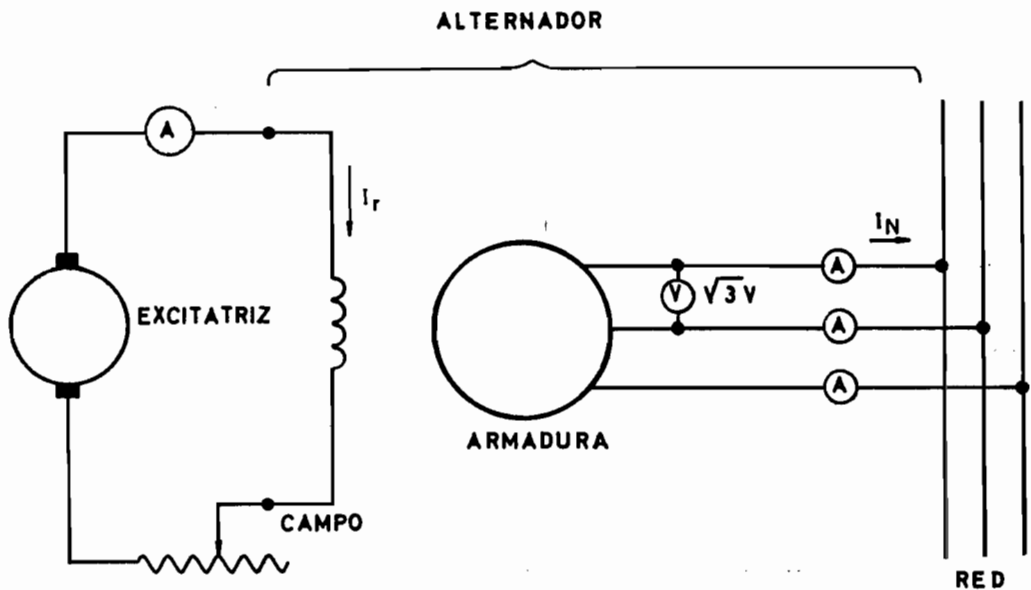 ALTERNADOR
A
Ir
IN
A
EXCITATRIZ
V √3 V
A
A
ARMADURA
CAMPO
RED